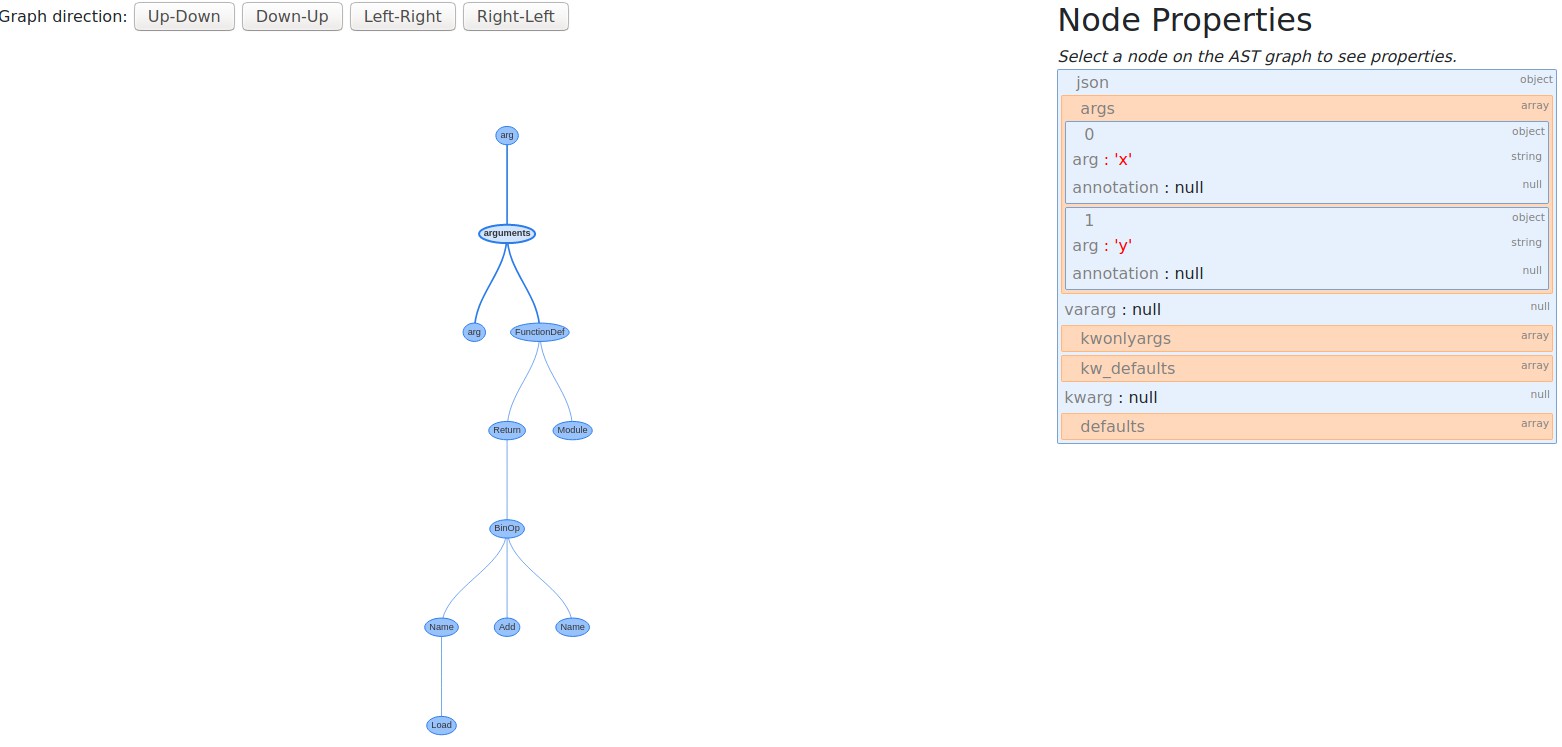 Graph direction: Up-Down Down-Up Left-Right Right-Left
arg
arguments
arg FunctionDef
Return Module
BinOp
Name Add Name
Load
Node Properties
Select a node on the AST graph to see properties.
json object
args array
0 object
arg : 'x' string
annotation : null null
1 object
arg : 'y' string
annotation : null null
vararg : null null
kwonlyargs array
kw_defaults array
kwarg : null null
defaults array